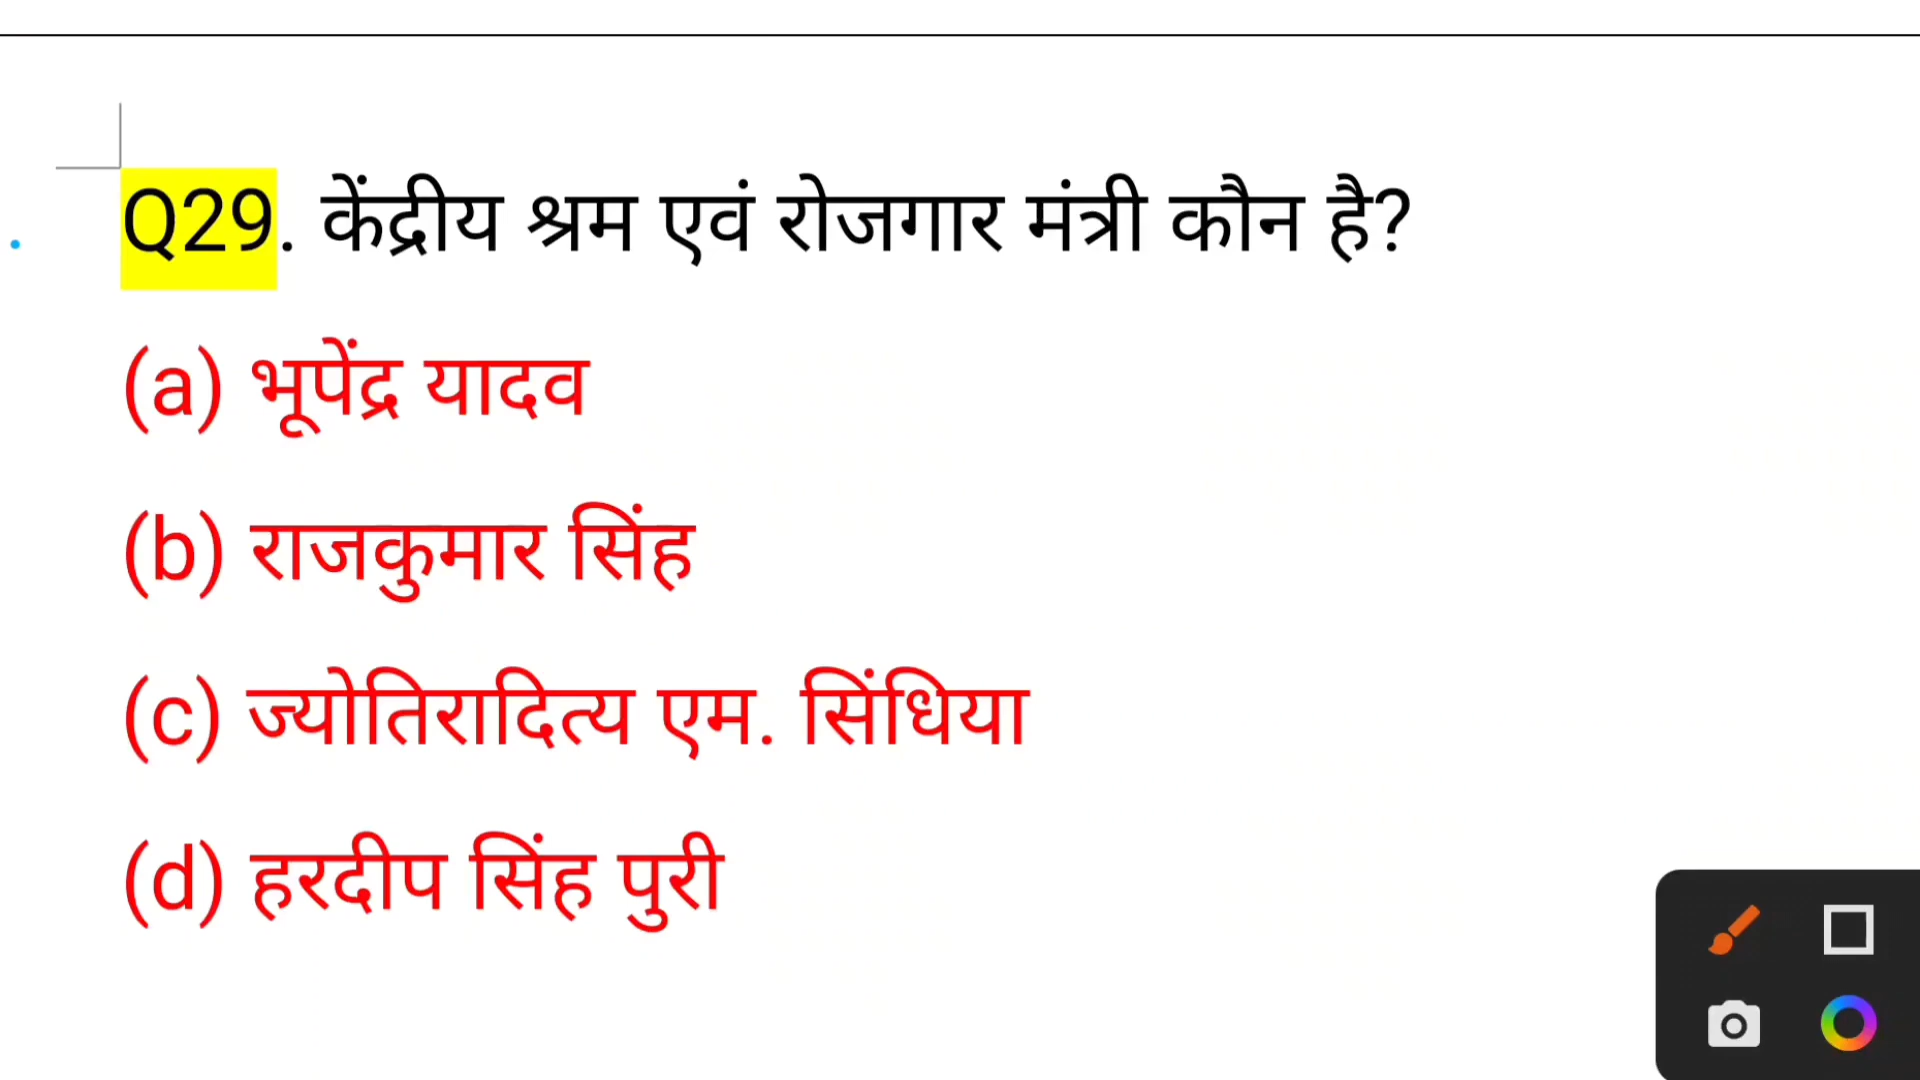 Q29. केंद्रीय श्रम एवं रोजगार मंत्री कौन है?
(a) भूपेंद्र यादव
(b) राजकुमार सिंह
(c) ज्योतिरादित्य एम. सिंधिया
(d) हरदीप सिंह पुरी